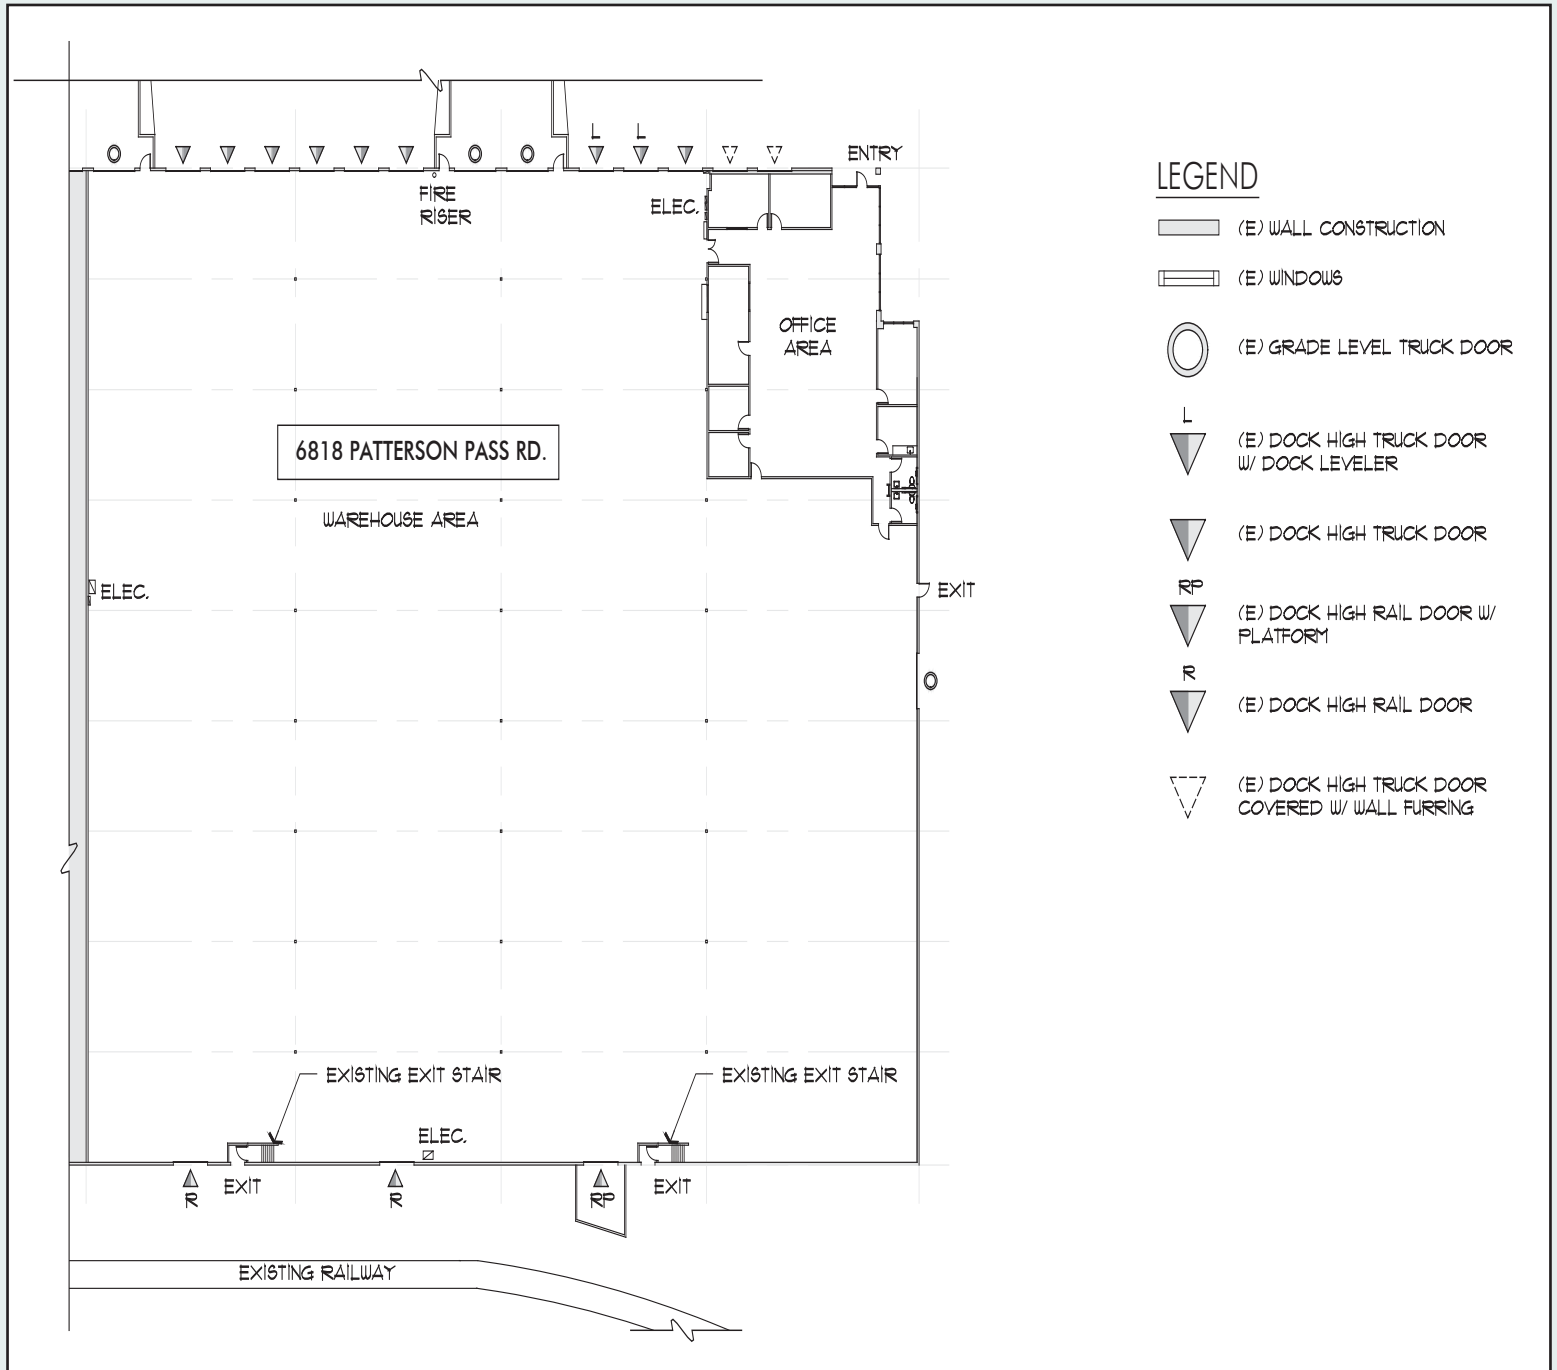 L L
ENTRY
FIRE
RISER
ELEC.
OFFICE
AREA
6818 PATTERSON PASS RD.
WAREHOUSE AREA
ELEC.
EXIT
EXISTING EXIT STAIR
EXISTING EXIT STAIR
ELEC.
R
EXIT
R
RP
EXIT
EXISTING RAILWAY
LEGEND
(E) WALL CONSTRUCTION
(E) WINDOWS
(E) GRADE LEVEL TRUCK DOOR
L
(E) DOCK HIGH TRUCK DOOR
W/ DOCK LEVELER
(E) DOCK HIGH TRUCK DOOR
RP
(E) DOCK HIGH RAIL DOOR W/
PLATFORM
R
(E) DOCK HIGH RAIL DOOR
(E) DOCK HIGH TRUCK DOOR
COVERED W/ WALL FURRING